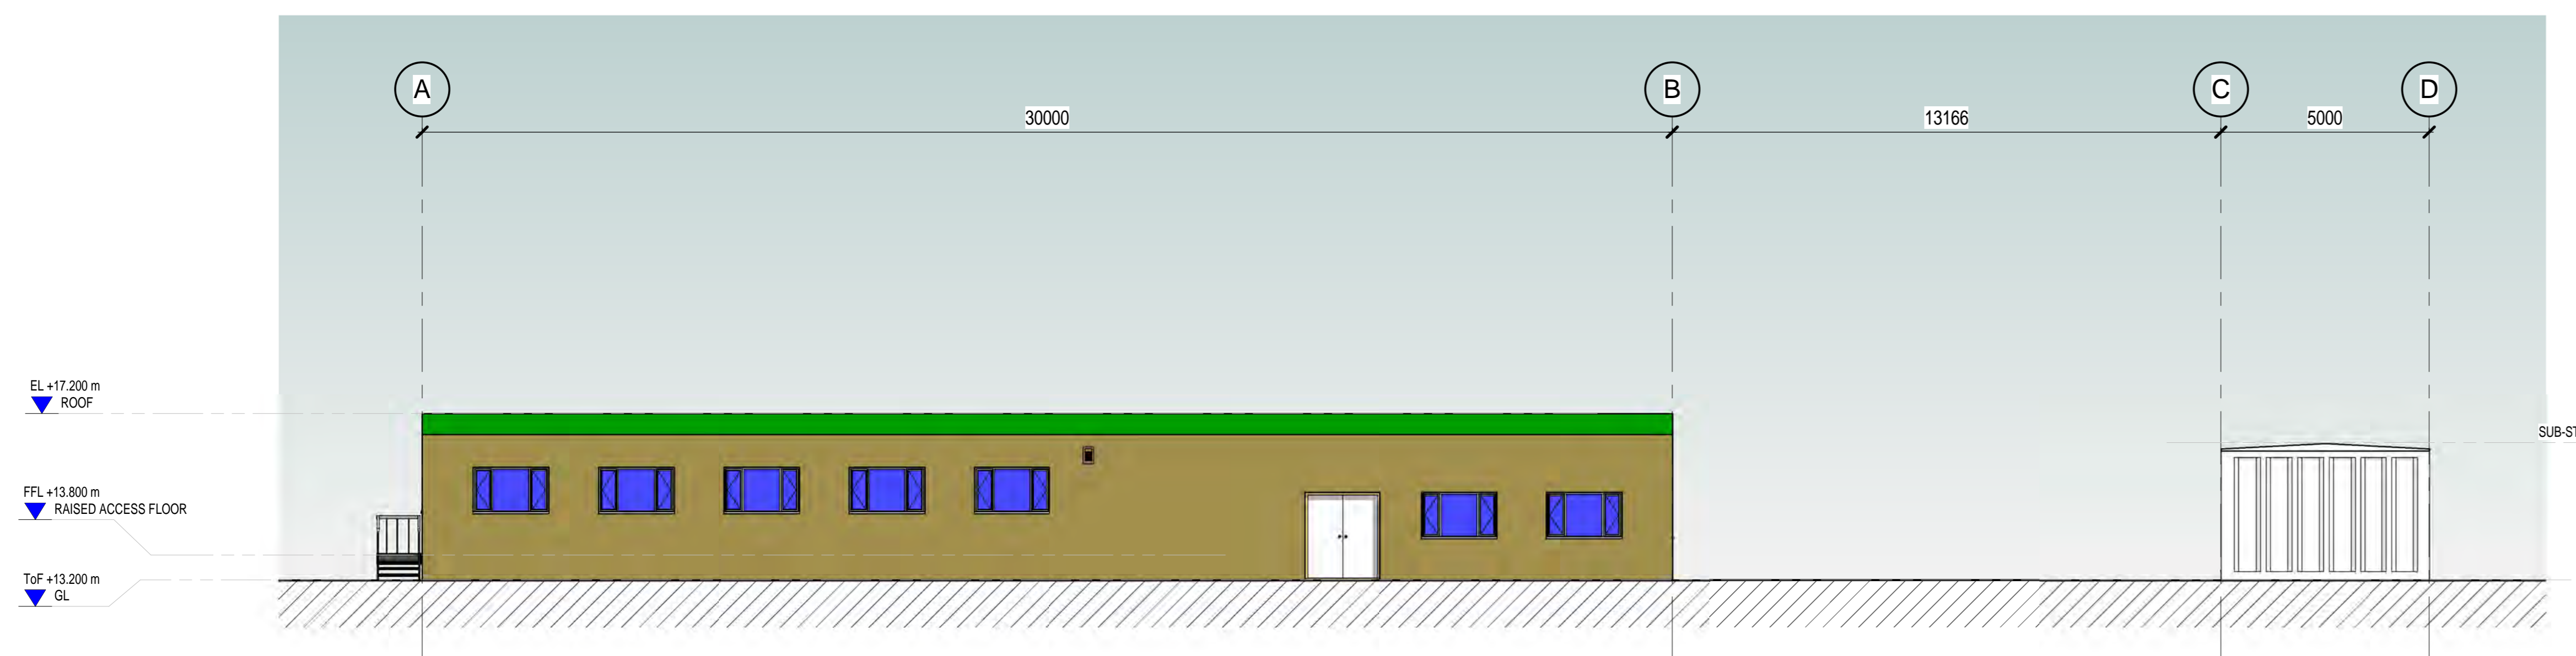 A B C D
30000 13166 5000
EL +17.200 m
ROOF
SUB-ST
FFL +13.800 m
RAISED ACCESS FLOOR
ToF +13.200 m
GL